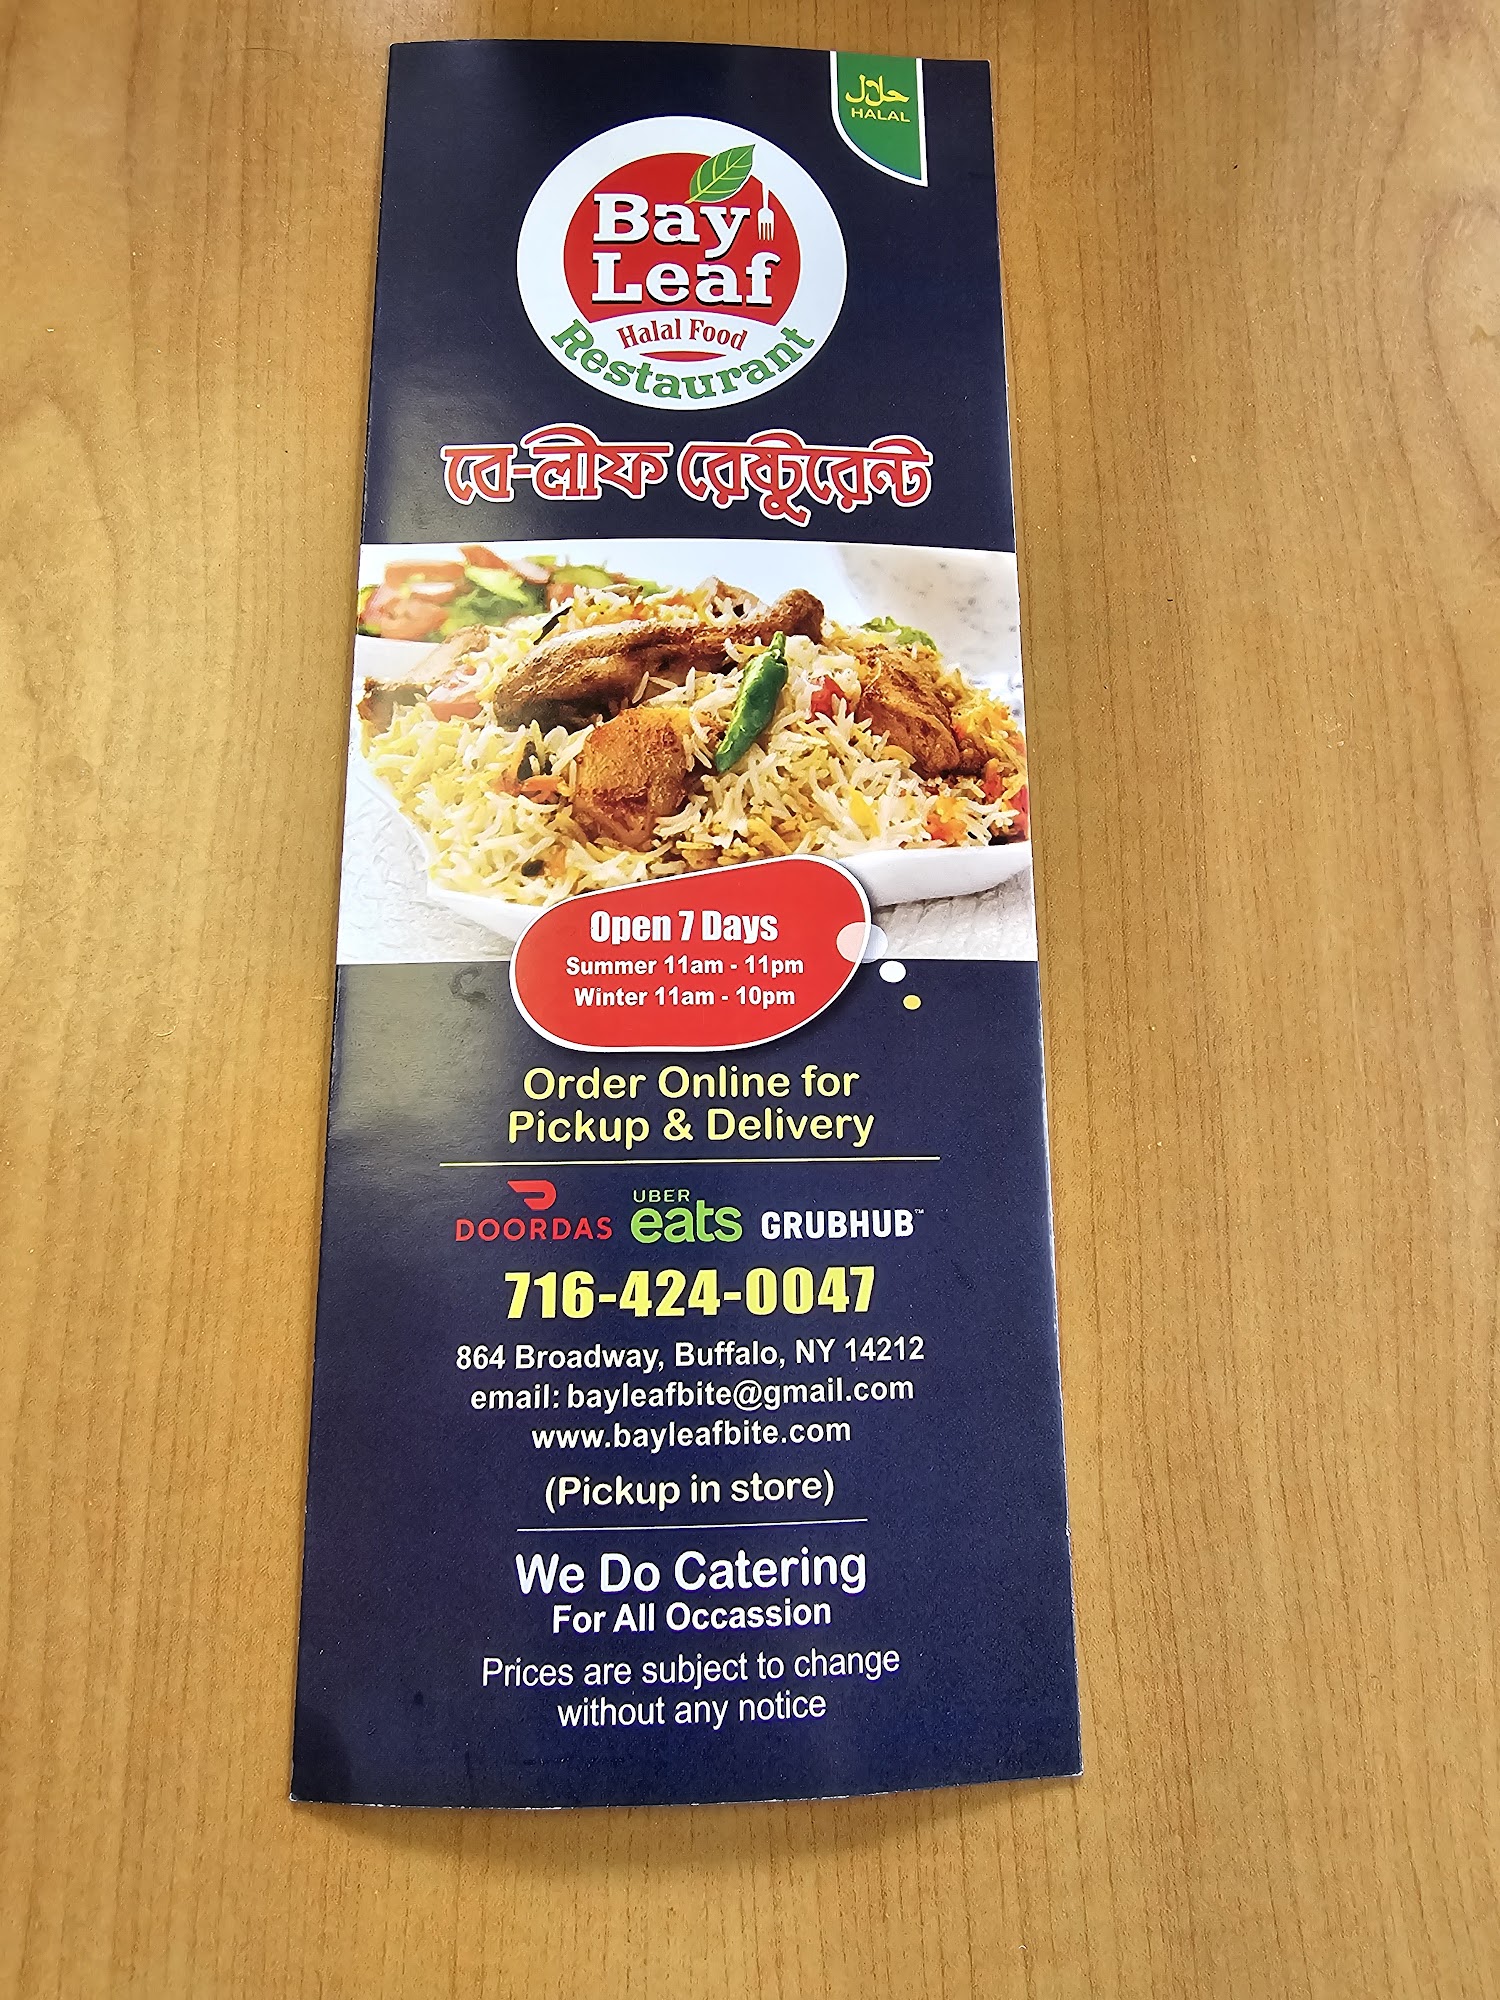 حلال
HALAL
Bay
Leaf
Halal Food
Restaurant
বে-লীফ রেষ্টুরেন্ট
Open 7 Days
Summer 11am - 11pm
Winter 11am - 10pm
Order Online for
Pickup & Delivery
DOORDAS UBER eats GRUBHUB™
716-424-0047
864 Broadway, Buffalo, NY 14212
email: bayleafbite@gmail.com
www.bayleafbite.com
(Pickup in store)
We Do Catering
For All Occassion
Prices are subject to change
without any notice